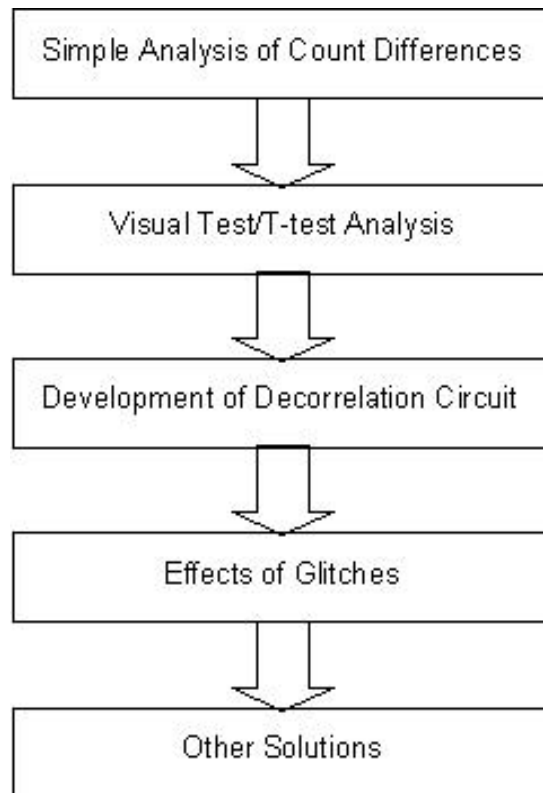 Simple Analysis of Count Differences
Visual Test/T-test Analysis
Development of Decorrelation Circuit
Effects of Glitches
Other Solutions